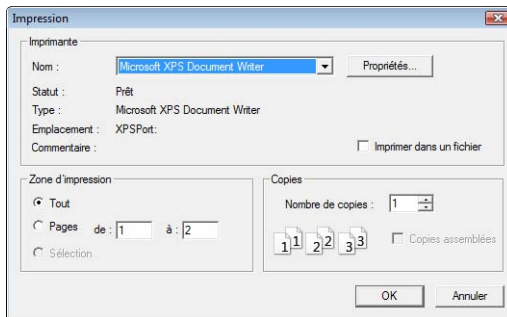 Impression
Imprimante
Nom : Microsoft XPS Document Writer Propriétés...
Statut : Prêt
Type : Microsoft XPS Document Writer
Emplacement : XPSPort:
Commentaire : Imprimer dans un fichier
Zone d'impression
Tout
Pages de : 1 à : 2
Sélection
Copies
Nombre de copies : 1
1 1 2 2 3 3 Copies assemblées
OK Annuler